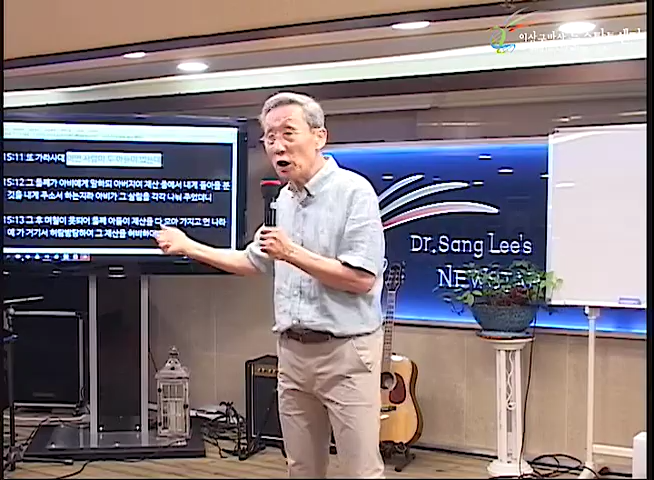 15:11 또 가라사대 어떤 사람이 두 아들이 있는데
15:12 그 둘째가 아비에게 말하되 아버지여 재산 중에서 내게 돌아올 분
깃을 내게 주소서 하는지라 아비가 그 살림을 각각 나눠 주었더니
15:13 그 후 며칠이 못되어 둘째 아들이 재산을 다 모아 가지고 먼 나라
에 가 거기서 허랑방탕하여 그 재산을 허비하
Dr.Sang Lee's
NEWSTART